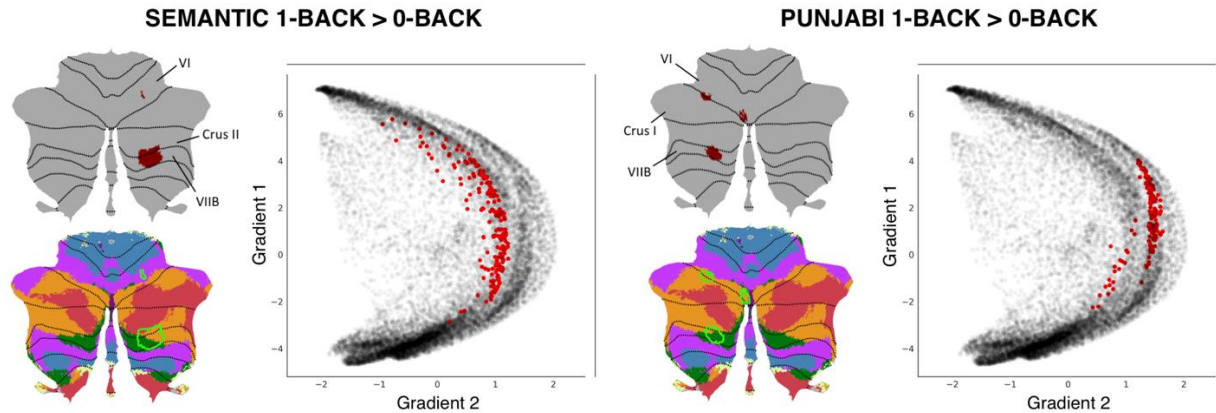 SEMANTIC 1-BACK > 0-BACK
VI
Crus II
VIIB
Gradient 1
6
4
2
0
−2
−4
−2
−1
0
1
2
Gradient 2
PUNJABI 1-BACK > 0-BACK
VI
Crus I
VIIB
Gradient 1
6
4
2
0
−2
−4
−2
−1
0
1
2
Gradient 2